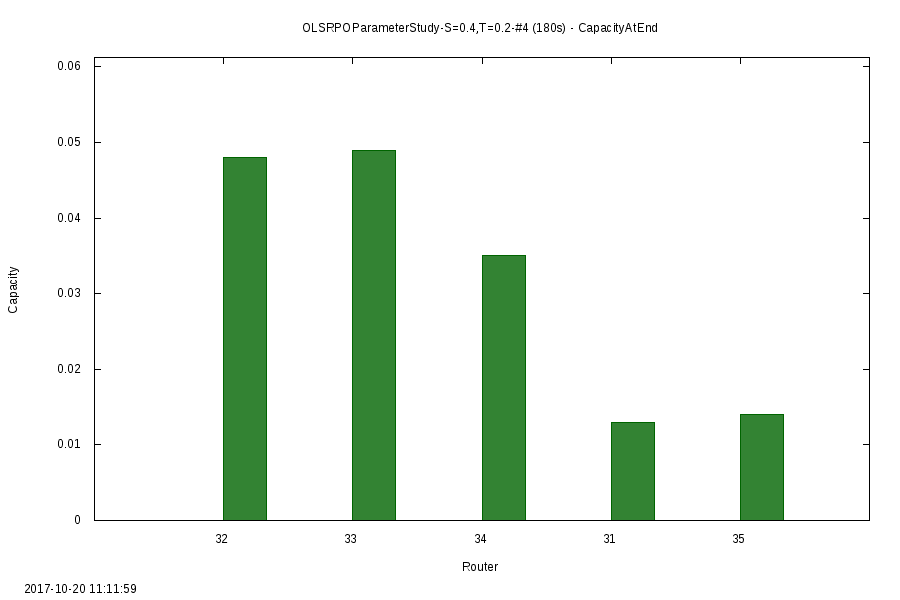 OLSRPOParameterStudy-S=0.4,T=0.2-#4 (180s) - CapacityAtEnd
0.06
0.05
0.04
0.03
0.02
0.01
0
Capacity
32 33 34 31 35
Router
2017-10-20 11:11:59